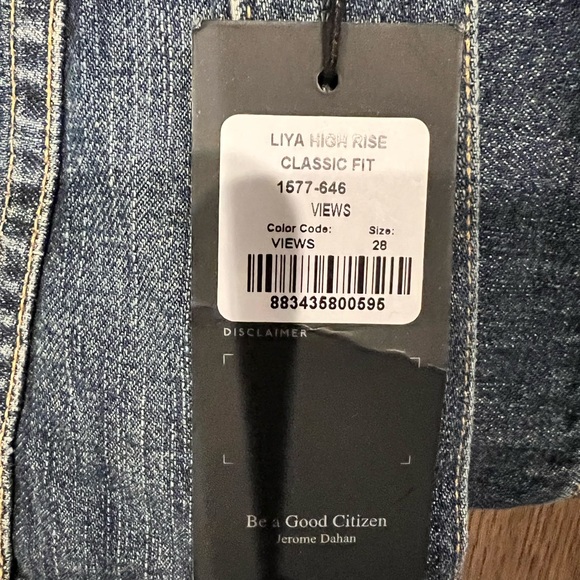 LIYA HIGH RISE
CLASSIC FIT
1577-646
VIEWS
Color Code: Size:
VIEWS 28
883435800595
DISCLAIMER
Be a Good Citizen
Jerome Dahan